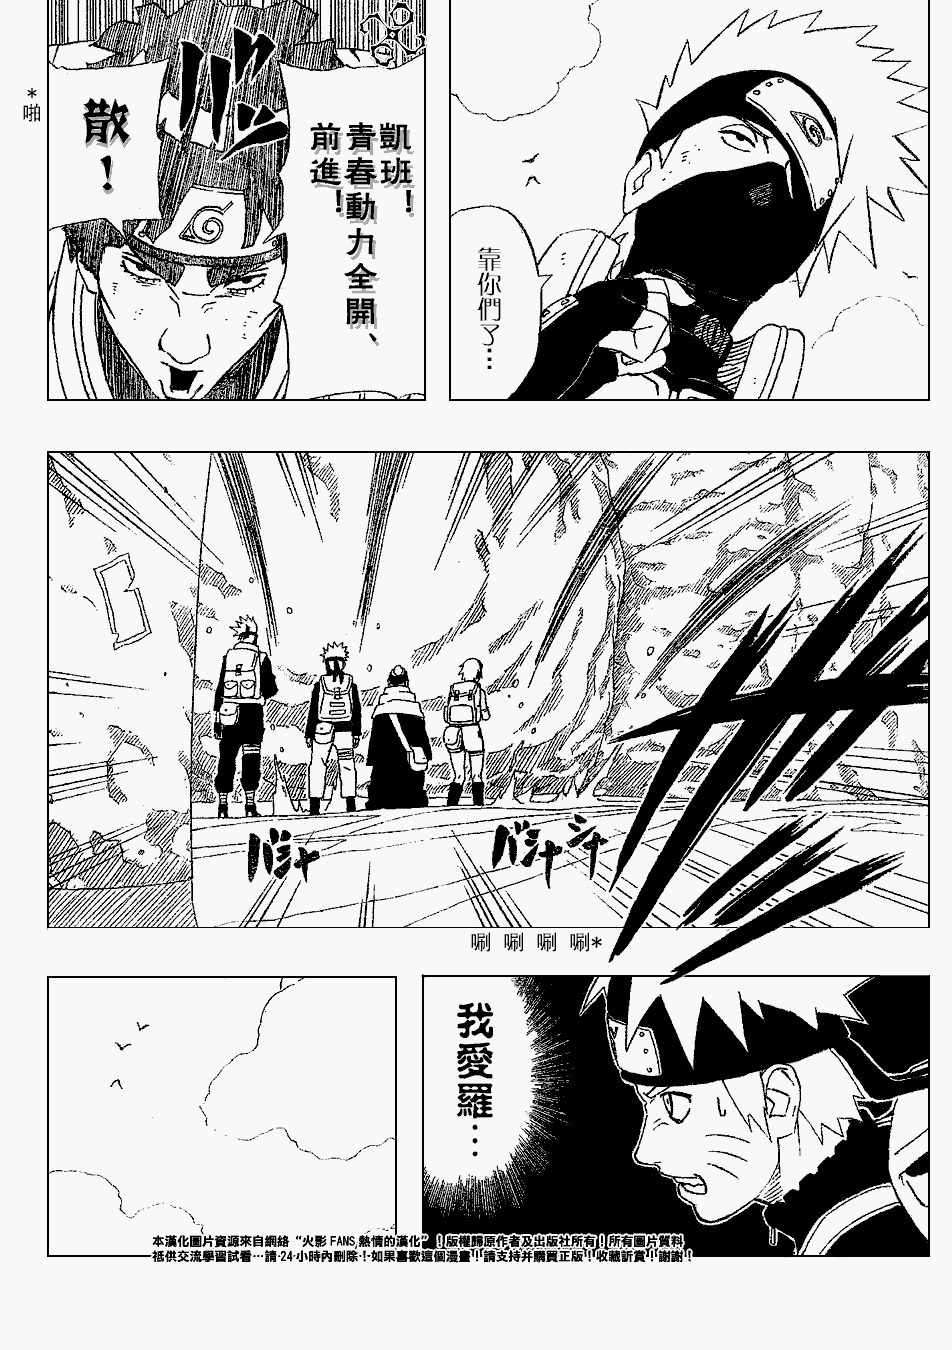 靠你們了…
凱班！
青春動力全開、
前進！
散！
バッ
*啪
バシャ
バシャシャ
唰 唰 唰 唰*
我愛羅…
本漢化圖片資源來自網絡“火影FANS,熱情的漢化”！版權歸原作者及出版社所有！所有圖片質料
祗供交流學習試看…請·24·小時內刪除！·如果喜歡這個漫畫！請支持并購買正版！收藏訢賞！謝謝！